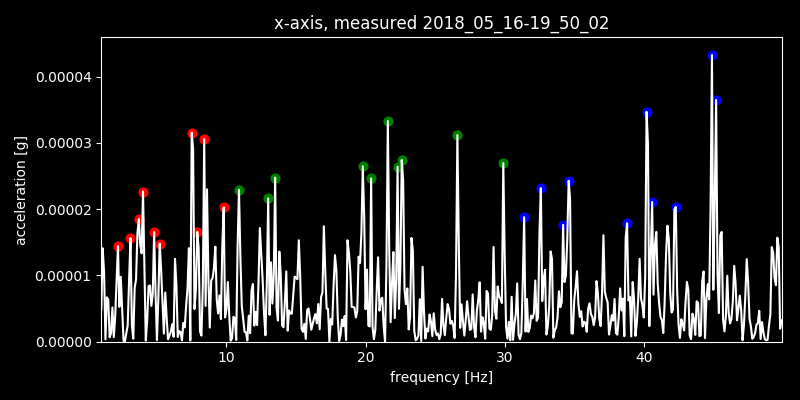 x-axis, measured 2018_05_16-19_50_02
0.00004
0.00003
0.00002
0.00001
0.00000
acceleration [g]
10 20 30 40
frequency [Hz]